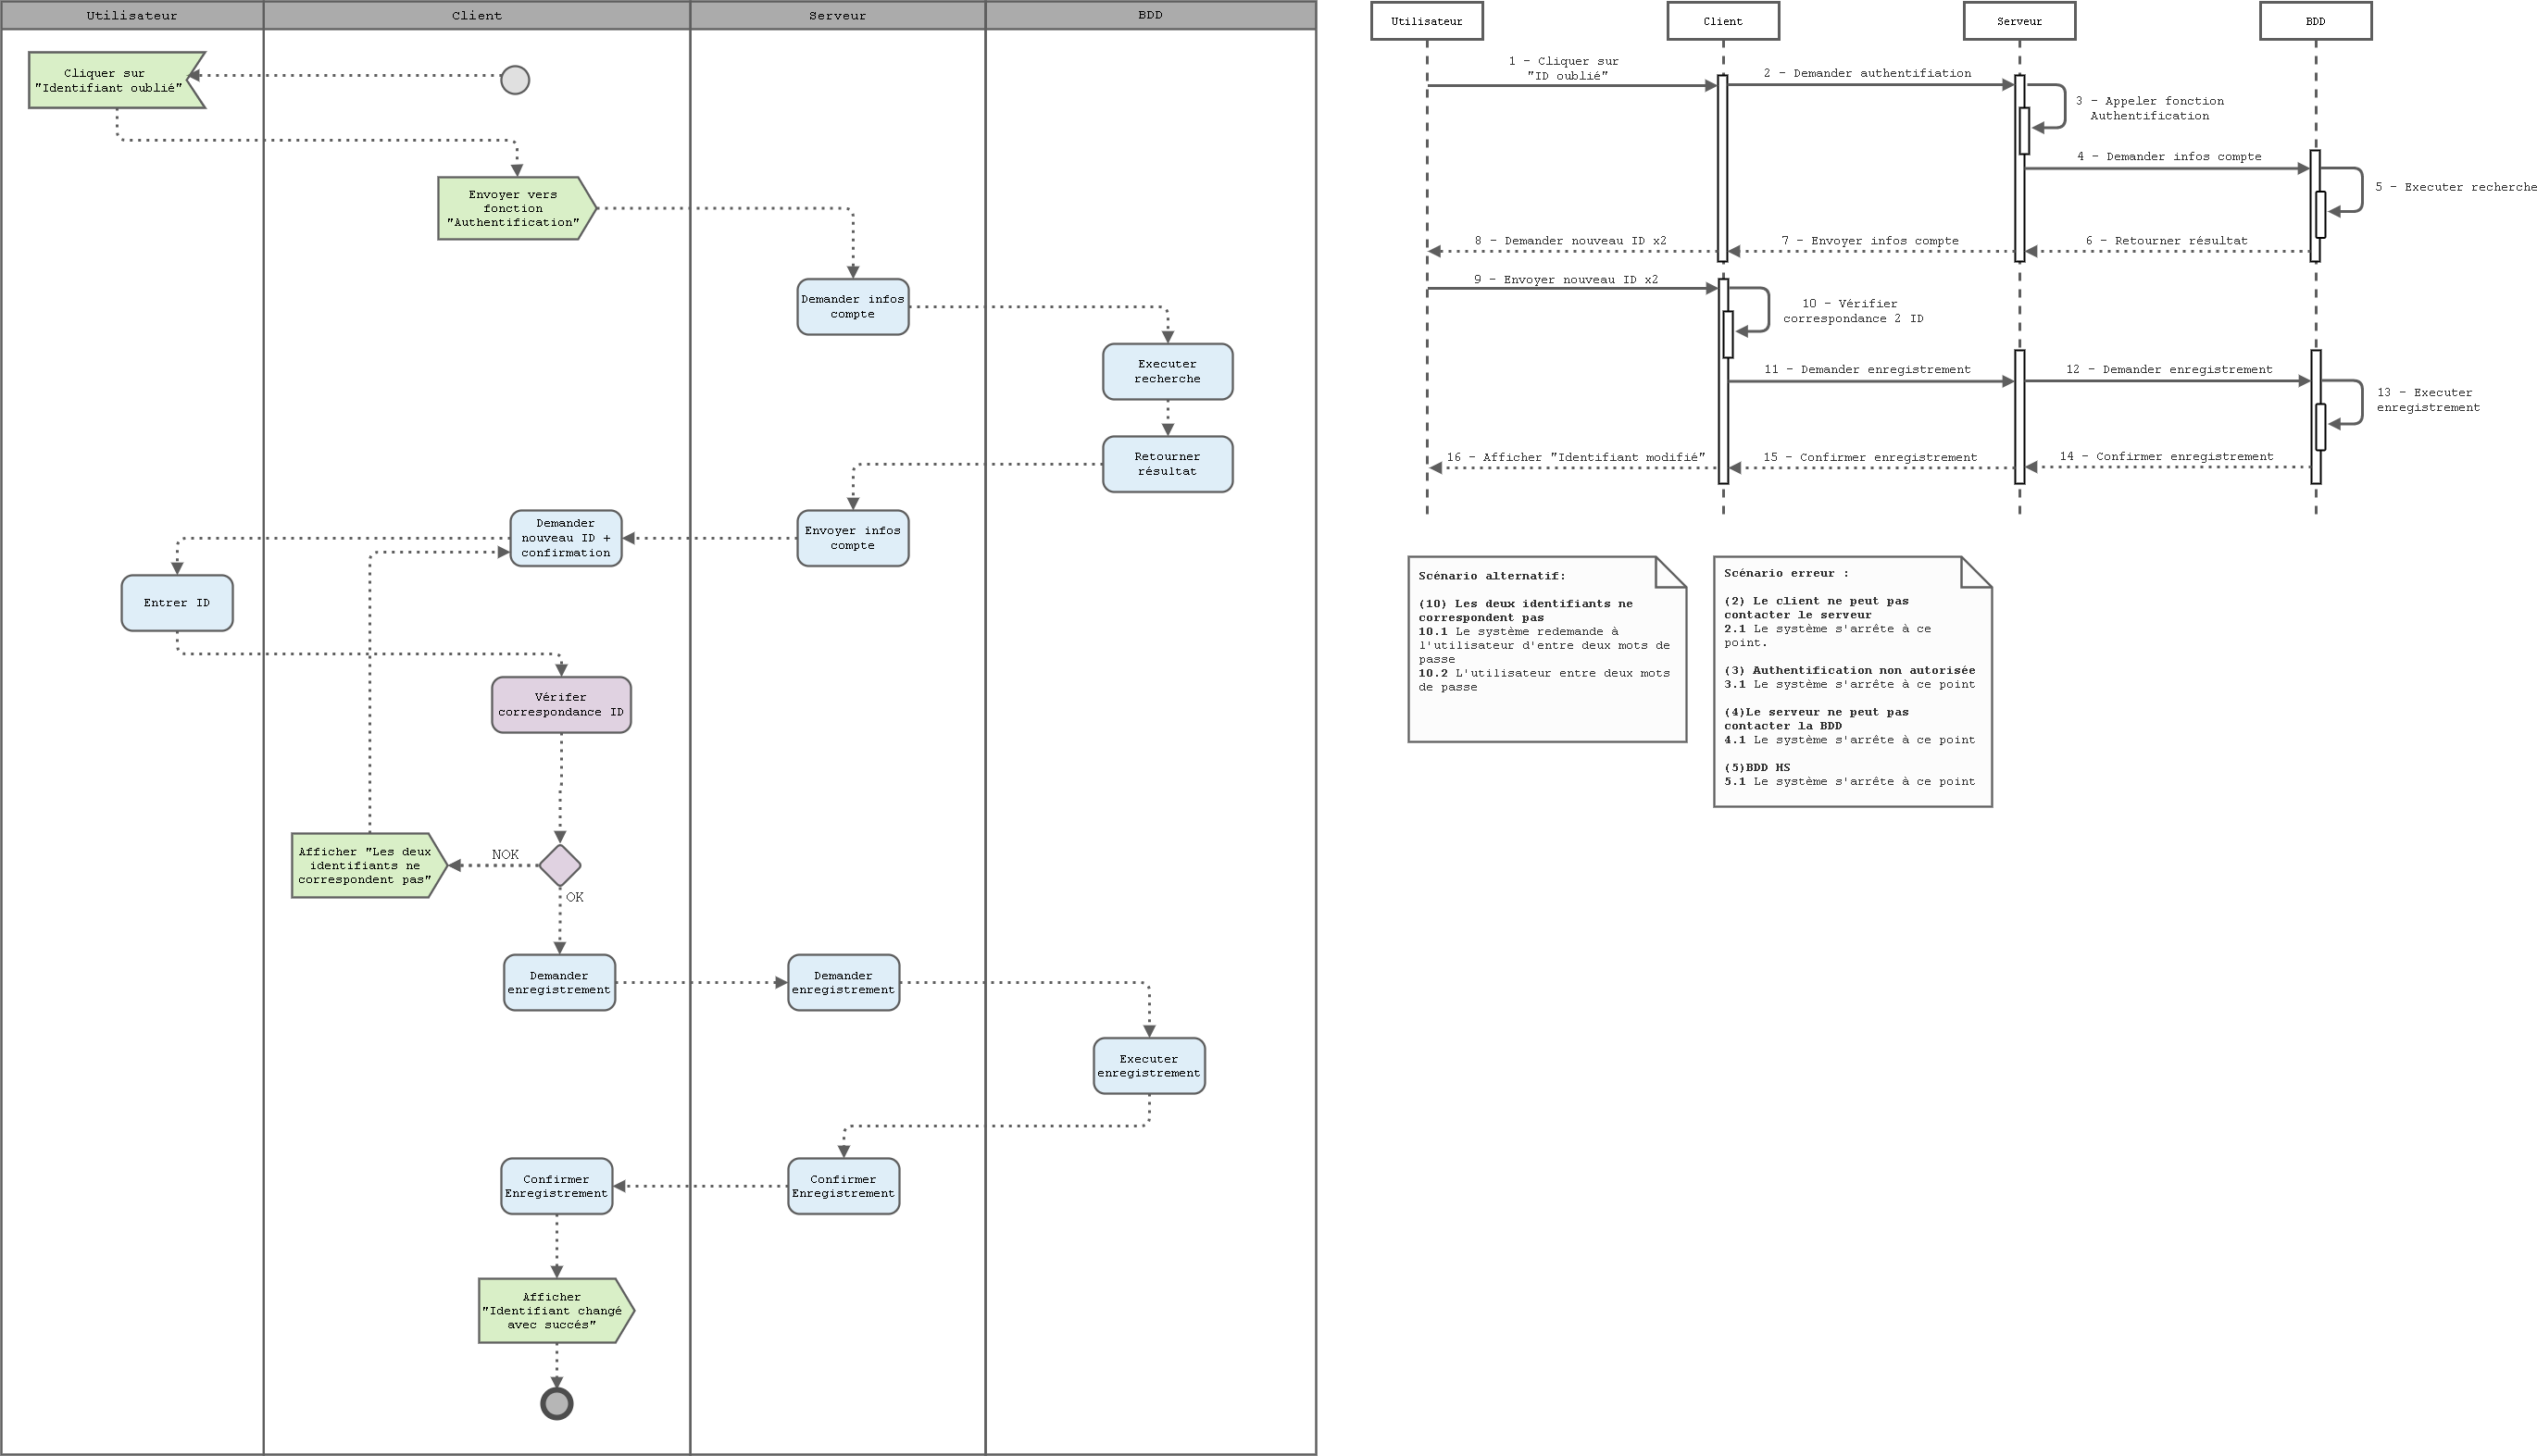 Utilisateur
Client
Serveur
BDD
Cliquer sur
"Identifiant oublié"
Envoyer vers
fonction
"Authentification"
Demander infos
compte
Executer
recherche
Retourner
résultat
Envoyer infos
compte
Demander
nouveau ID +
confirmation
Entrer ID
Vérifer
correspondance ID
NOK
Afficher "Les deux
identifiants ne
correspondent pas"
OK
Demander
enregistrement
Demander
enregistrement
Executer
enregistrement
Confirmer
Enregistrement
Confirmer
Enregistrement
Afficher
"Identifiant changé
avec succés"
Utilisateur
Client
Serveur
BDD
1 - Cliquer sur
"ID oublié"
2 - Demander authentifiation
3 - Appeler fonction
Authentification
4 - Demander infos compte
5 - Executer recherche
6 - Retourner résultat
7 - Envoyer infos compte
8 - Demander nouveau ID x2
9 - Envoyer nouveau ID x2
10 - Vérifier
correspondance 2 ID
11 - Demander enregistrement
12 - Demander enregistrement
13 - Executer
enregistrement
14 - Confirmer enregistrement
15 - Confirmer enregistrement
16 - Afficher "Identifiant modifié"
Scénario alternatif:
(10) Les deux identifiants ne
correspondent pas
10.1 Le système redemande à
l'utilisateur d'entre deux mots de
passe
10.2 L'utilisateur entre deux mots
de passe
Scénario erreur :
(2) Le client ne peut pas
contacter le serveur
2.1 Le système s'arrête à ce
point.
(3) Authentification non autorisée
3.1 Le système s'arrête à ce point
(4)Le serveur ne peut pas
contacter la BDD
4.1 Le système s'arrête à ce point
(5)BDD HS
5.1 Le système s'arrête à ce point